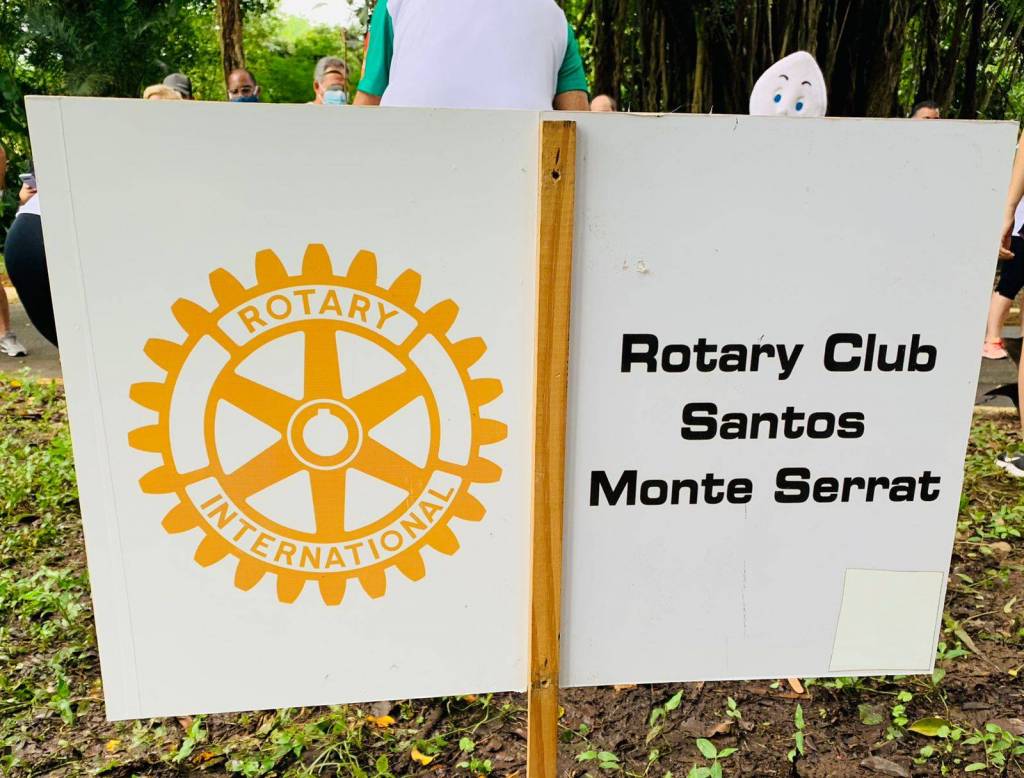 ROTARY
INTERNATIONAL
Rotary Club
Santos
Monte Serrat